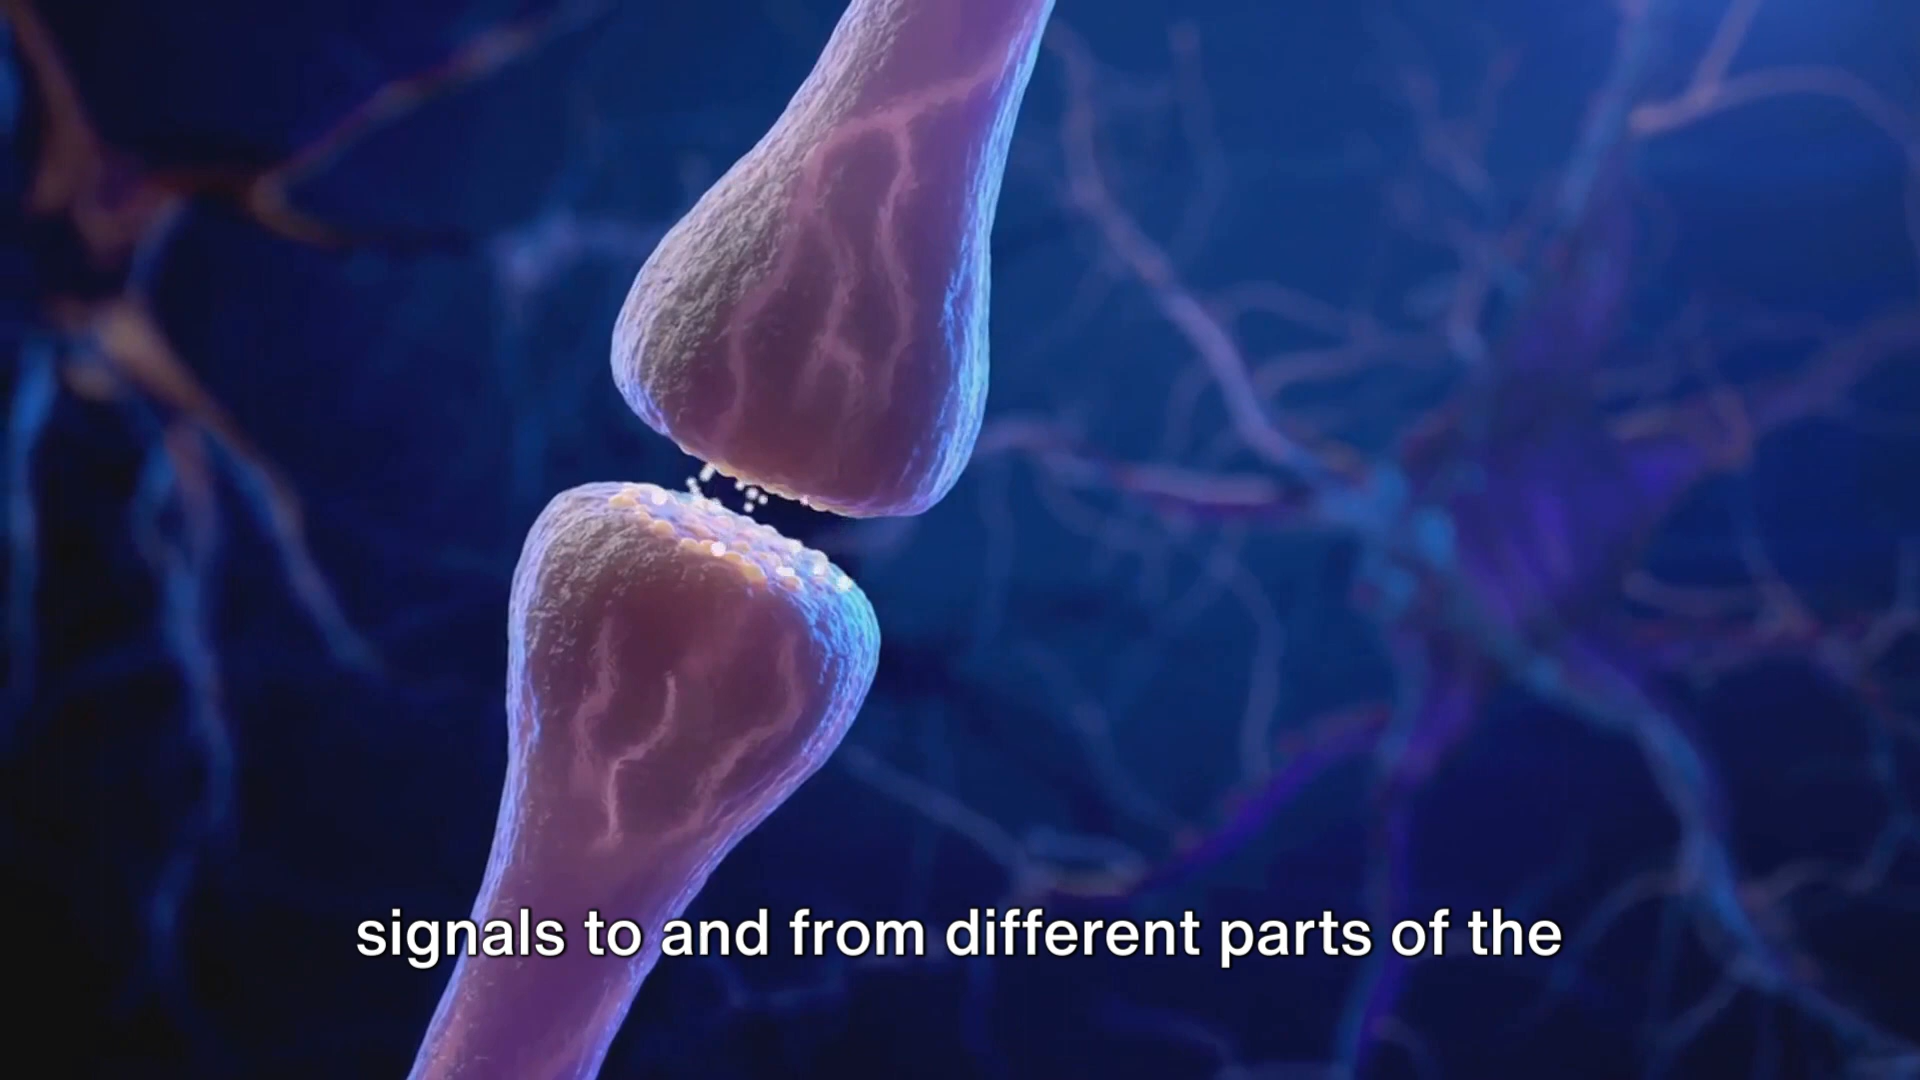 signals to and from different parts of the